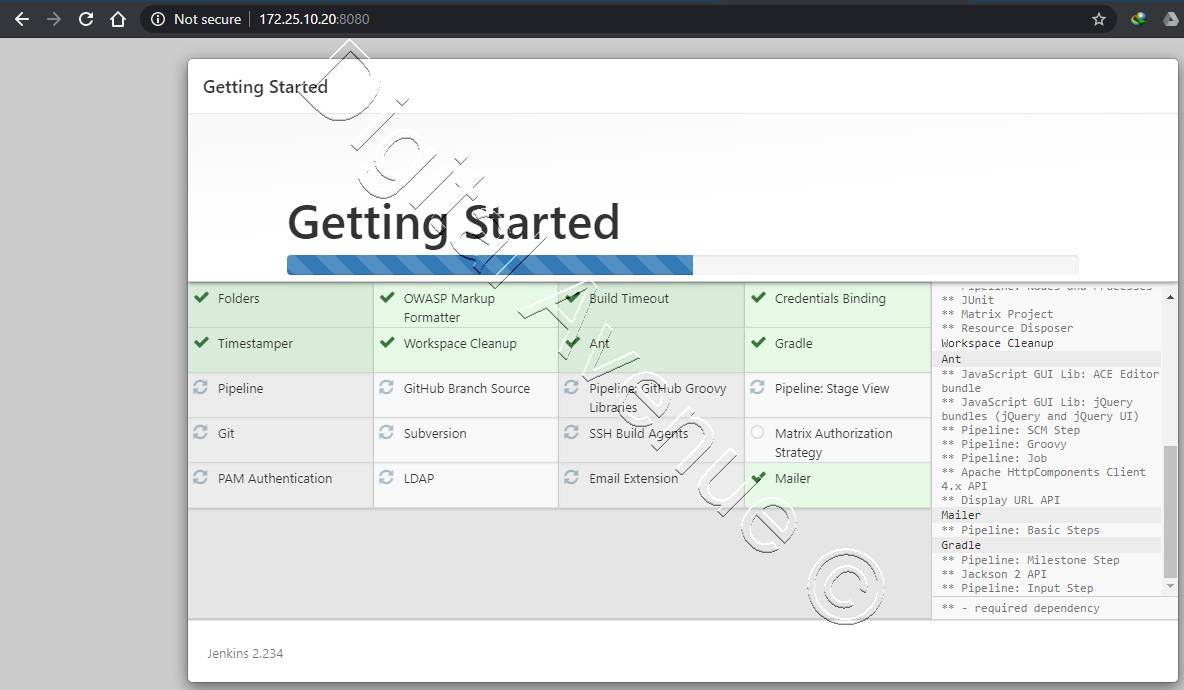 Not secure | 172.25.10.20:8080
Getting Started
Getting Started
Folders
OWASP Markup
Formatter
Build Timeout
Credentials Binding
Timestamper
Workspace Cleanup
Ant
Gradle
Pipeline
GitHub Branch Source
Pipeline: GitHub Groovy
Libraries
Pipeline: Stage View
Git
Subversion
SSH Build Agents
Matrix Authorization
Strategy
PAM Authentication
LDAP
Email Extension
Mailer
** Pipeline: Nodes and Processes
** JUnit
** Matrix Project
** Resource Disposer
Workspace Cleanup
Ant
** JavaScript GUI Lib: ACE Editor
bundle
** JavaScript GUI Lib: jQuery
bundles (jQuery and jQuery UI)
** Pipeline: SCM Step
** Pipeline: Groovy
** Pipeline: Job
** Apache HttpComponents Client
4.x API
** Display URL API
Mailer
** Pipeline: Basic Steps
Gradle
** Pipeline: Milestone Step
** Jackson 2 API
** Pipeline: Input Step
** - required dependency
Jenkins 2.234
Digital Avenue ©